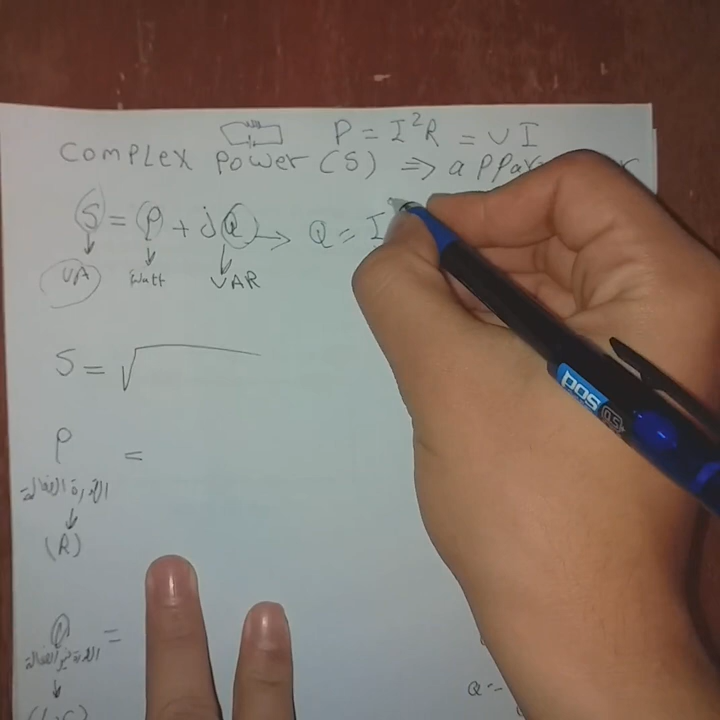 P = I²R = VI
Complex power (S) ⇒ appar
S = P + jQ → Q = I
VA watt VAR
S = √
P =
القدرة الفعالة
(R)
Q =
القدرة غير الفعالة
(L, C)
Q =
pos